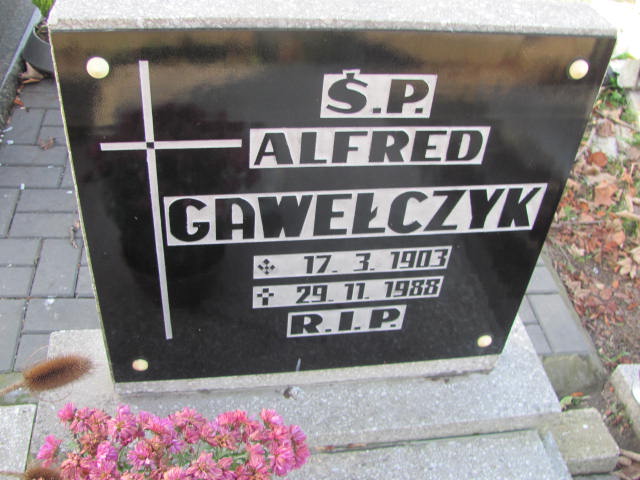 Ś.P.
ALFRED
GAWEŁCZYK
17. 3. 1903
29. 11. 1988
R.I.P.